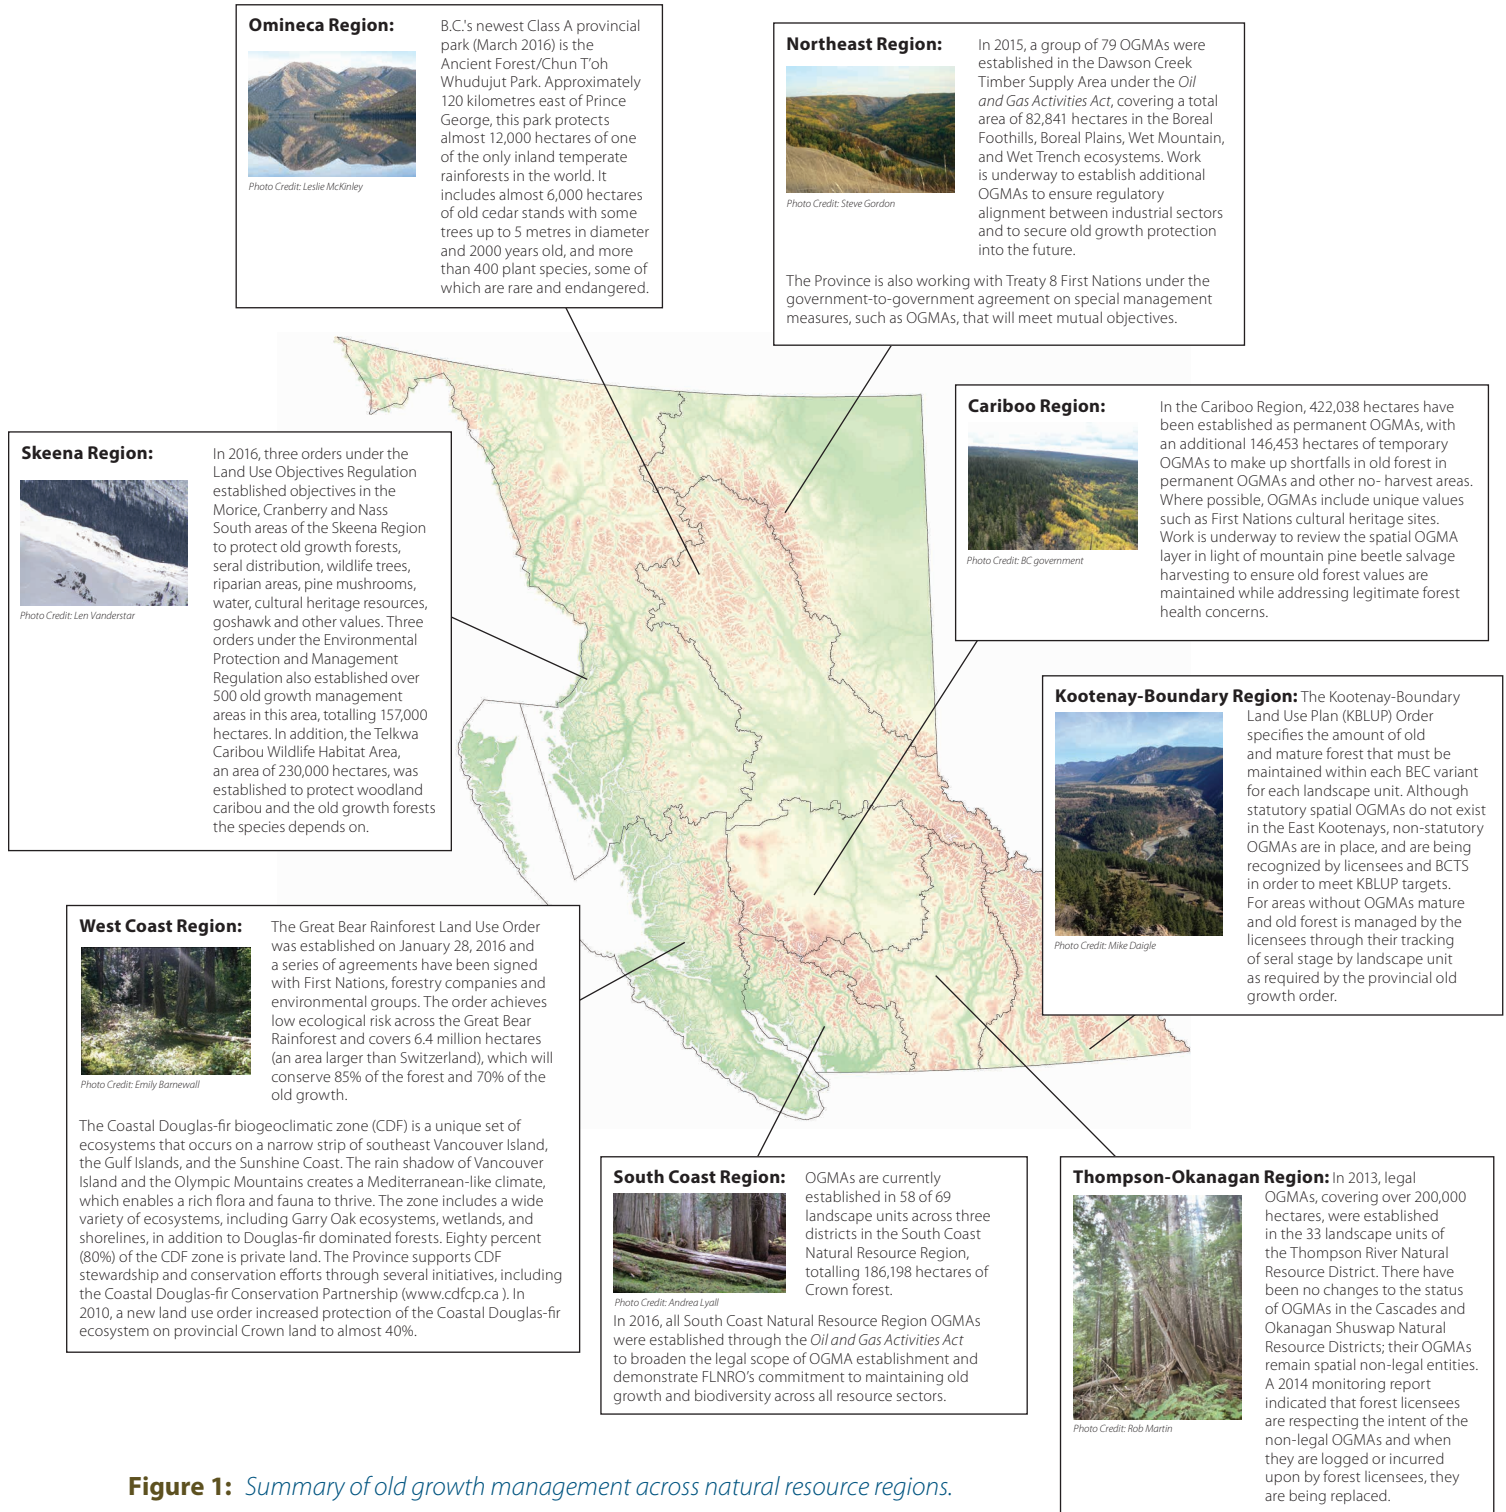 Omineca Region:
B.C.'s newest Class A provincial
park (March 2016) is the
Ancient Forest/Chun T'oh
Whudujut Park. Approximately
120 kilometres east of Prince
George, this park protects
almost 12,000 hectares of one
of the only inland temperate
rainforests in the world. It
includes almost 6,000 hectares
of old cedar stands with some
trees up to 5 metres in diameter
and 2000 years old, and more
than 400 plant species, some of
which are rare and endangered.
Photo Credit: Leslie McKinley
Northeast Region:
In 2015, a group of 79 OGMAs were
established in the Dawson Creek
Timber Supply Area under the Oil
and Gas Activities Act, covering a total
area of 82,841 hectares in the Boreal
Foothills, Boreal Plains, Wet Mountain,
and Wet Trench ecosystems. Work
is underway to establish additional
OGMAs to ensure regulatory
alignment between industrial sectors
and to secure old growth protection
into the future.
Photo Credit: Steve Gordon
The Province is also working with Treaty 8 First Nations under the
government-to-government agreement on special management
measures, such as OGMAs, that will meet mutual objectives.
Cariboo Region:
In the Cariboo Region, 422,038 hectares have
been established as permanent OGMAs, with
an additional 146,453 hectares of temporary
OGMAs to make up shortfalls in old forest in
permanent OGMAs and other no- harvest areas.
Where possible, OGMAs include unique values
such as First Nations cultural heritage sites.
Work is underway to review the spatial OGMA
layer in light of mountain pine beetle salvage
harvesting to ensure old forest values are
maintained while addressing legitimate forest
health concerns.
Photo Credit: BC government
Skeena Region:
In 2016, three orders under the
Land Use Objectives Regulation
established objectives in the
Morice, Cranberry and Nass
South areas of the Skeena Region
to protect old growth forests,
seral distribution, wildlife trees,
riparian areas, pine mushrooms,
water, cultural heritage resources,
goshawk and other values. Three
orders under the Environmental
Protection and Management
Regulation also established over
500 old growth management
areas in this area, totalling 157,000
hectares. In addition, the Telkwa
Caribou Wildlife Habitat Area,
an area of 230,000 hectares, was
established to protect woodland
caribou and the old growth forests
the species depends on.
Photo Credit: Len Vanderstar
Kootenay-Boundary Region: The Kootenay-Boundary
Land Use Plan (KBLUP) Order
specifies the amount of old
and mature forest that must be
maintained within each BEC variant
for each landscape unit. Although
statutory spatial OGMAs do not exist
in the East Kootenays, non-statutory
OGMAs are in place, and are being
recognized by licensees and BCTS
in order to meet KBLUP targets.
For areas without OGMAs mature
and old forest is managed by the
licensees through their tracking
of seral stage by landscape unit
as required by the provincial old
growth order.
Photo Credit: Mike Daigle
West Coast Region:
The Great Bear Rainforest Land Use Order
was established on January 28, 2016 and
a series of agreements have been signed
with First Nations, forestry companies and
environmental groups. The order achieves
low ecological risk across the Great Bear
Rainforest and covers 6.4 million hectares
(an area larger than Switzerland), which will
conserve 85% of the forest and 70% of the
old growth.
Photo Credit: Emily Barnewall
The Coastal Douglas-fir biogeoclimatic zone (CDF) is a unique set of
ecosystems that occurs on a narrow strip of southeast Vancouver Island,
the Gulf Islands, and the Sunshine Coast. The rain shadow of Vancouver
Island and the Olympic Mountains creates a Mediterranean-like climate,
which enables a rich flora and fauna to thrive. The zone includes a wide
variety of ecosystems, including Garry Oak ecosystems, wetlands, and
shorelines, in addition to Douglas-fir dominated forests. Eighty percent
(80%) of the CDF zone is private land. The Province supports CDF
stewardship and conservation efforts through several initiatives, including
the Coastal Douglas-fir Conservation Partnership (www.cdfcp.ca ). In
2010, a new land use order increased protection of the Coastal Douglas-fir
ecosystem on provincial Crown land to almost 40%.
South Coast Region:
OGMAs are currently
established in 58 of 69
landscape units across three
districts in the South Coast
Natural Resource Region,
totalling 186,198 hectares of
Crown forest.
Photo Credit: Andrea Lyall
In 2016, all South Coast Natural Resource Region OGMAs
were established through the Oil and Gas Activities Act
to broaden the legal scope of OGMA establishment and
demonstrate FLNRO's commitment to maintaining old
growth and biodiversity across all resource sectors.
Thompson-Okanagan Region: In 2013, legal
OGMAs, covering over 200,000
hectares, were established
in the 33 landscape units of
the Thompson River Natural
Resource District. There have
been no changes to the status
of OGMAs in the Cascades and
Okanagan Shuswap Natural
Resource Districts; their OGMAs
remain spatial non-legal entities.
A 2014 monitoring report
indicated that forest licensees
are respecting the intent of the
non-legal OGMAs and when
they are logged or incurred
upon by forest licensees, they
are being replaced.
Photo Credit: Rob Martin
Figure 1: Summary of old growth management across natural resource regions.